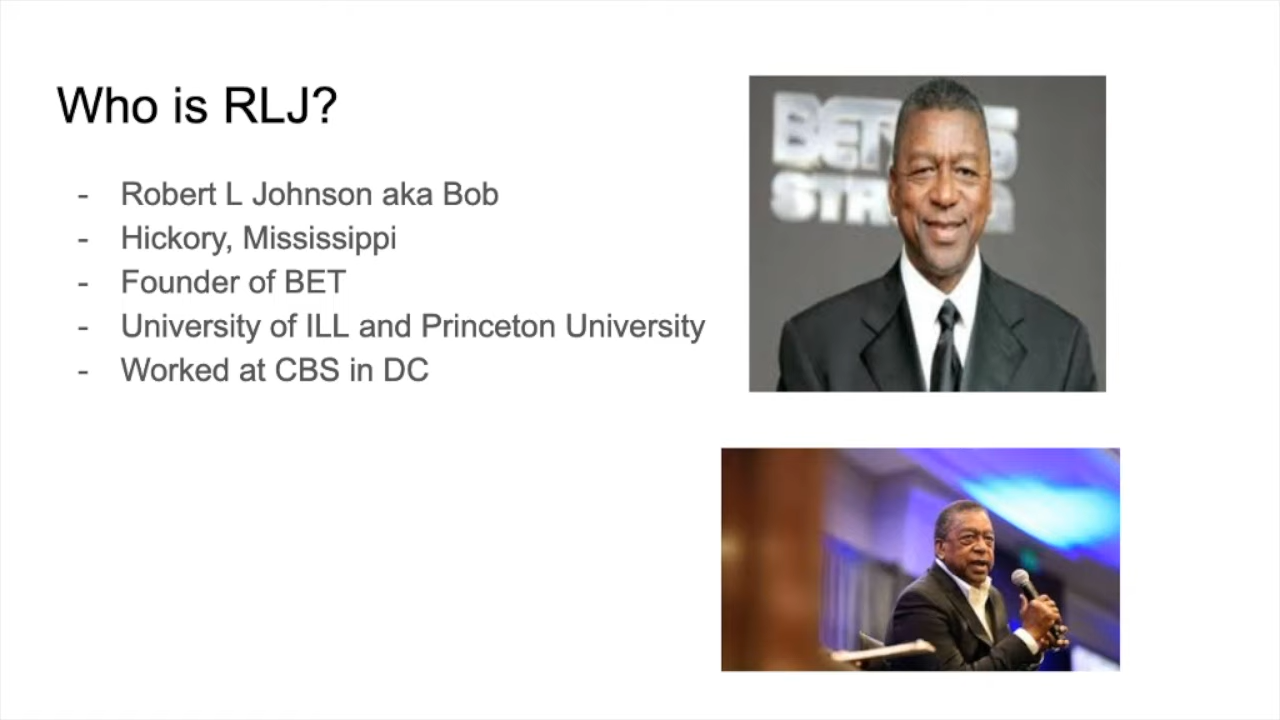 Who is RLJ?
- Robert L Johnson aka Bob
- Hickory, Mississippi
- Founder of BET
- University of ILL and Princeton University
- Worked at CBS in DC
BET